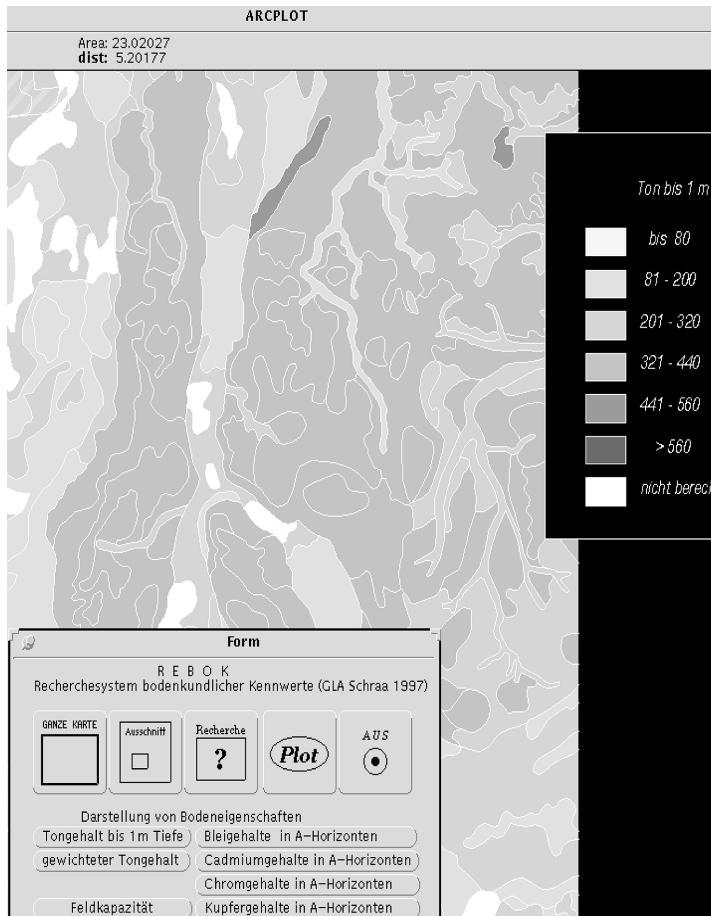 ARCPLOT
Area: 23.02027
dist: 5.20177
Ton bis 1 m
bis 80
81 - 200
201 - 320
321 - 440
441 - 560
> 560
nicht berec
Form
R E B O K
Recherchesystem bodenkundlicher Kennwerte (GLA Schraa 1997)
GANZE KARTE
Ausschnitt
Recherche
?
Plot
AUS
Darstellung von Bodeneigenschaften
Tongehalt bis 1m Tiefe
Bleigehalte in A-Horizonten
gewichteter Tongehalt
Cadmiumgehalte in A-Horizonten
Chromgehalte in A-Horizonten
Feldkapazität
Kupfergehalte in A-Horizonten